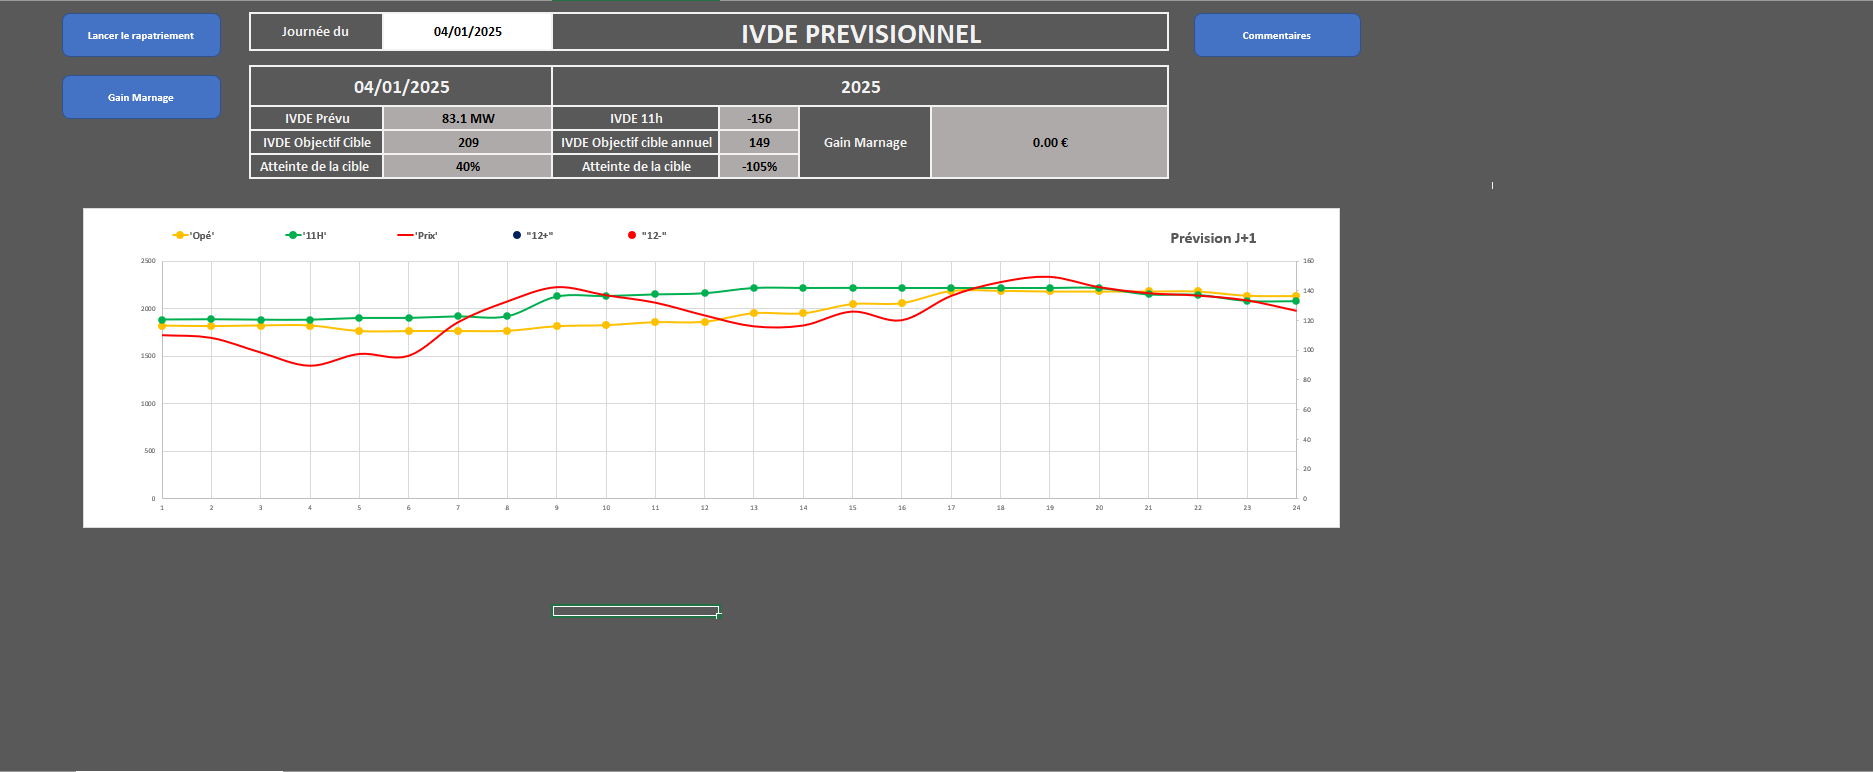 Lancer le rapatriement
Journée du
04/01/2025
IVDE PREVISIONNEL
Commentaires
Gain Marnage
04/01/2025
2025
IVDE Prévu
83.1 MW
IVDE 11h
-156
Gain Marnage
0.00 €
IVDE Objectif Cible
209
IVDE Objectif cible annuel
149
Atteinte de la cible
40%
Atteinte de la cible
-105%
'Opé'
'11H'
'Prix'
"12+"
"12-"
Prévision J+1
2500
2000
1500
1000
500
0
160
140
120
100
80
60
40
20
0
1 2 3 4 5 6 7 8 9 10 11 12 13 14 15 16 17 18 19 20 21 22 23 24